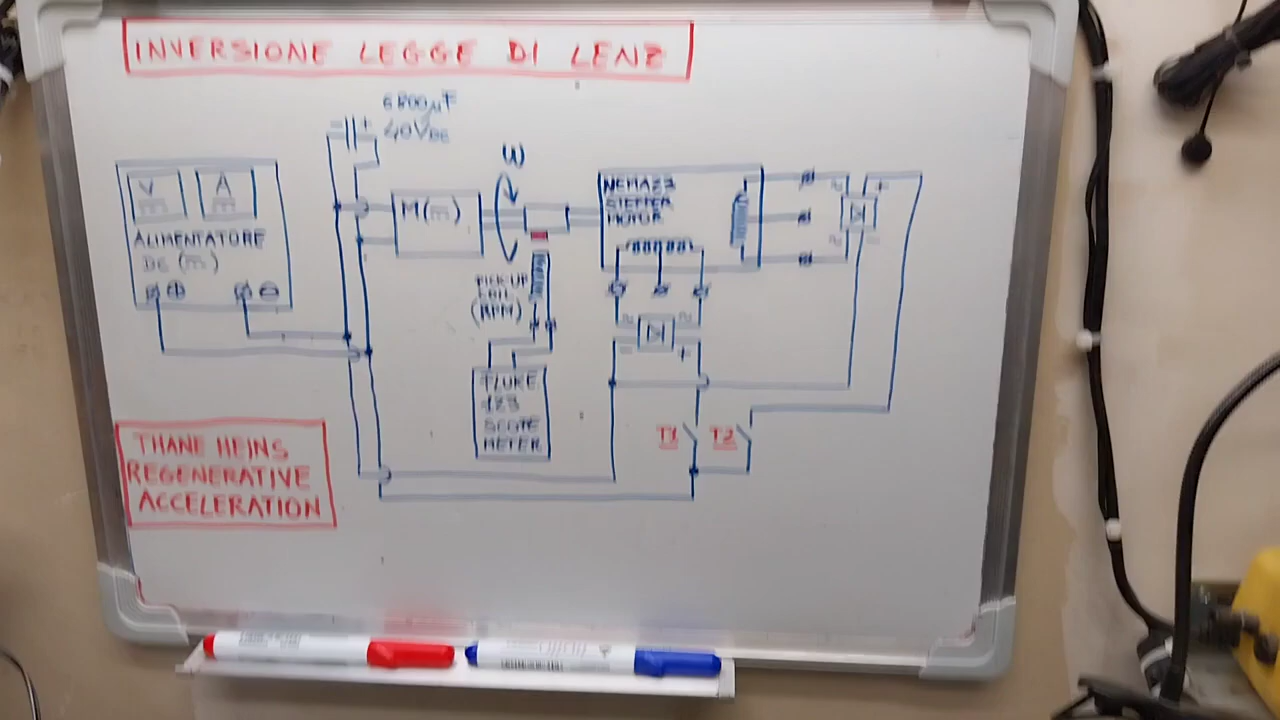 INVERSIONE LEGGE DI LENZ
6800µF
40VDC
- +
V
A
ALIMENTATORE
DC
+ -
M
ω
NEMA23
STEPPER
MOTOR
PICK-UP
COIL
(RPM)
FLUKE
123
SCOPE
METER
T1 T2
THANE HEINS
REGENERATIVE
ACCELERATION